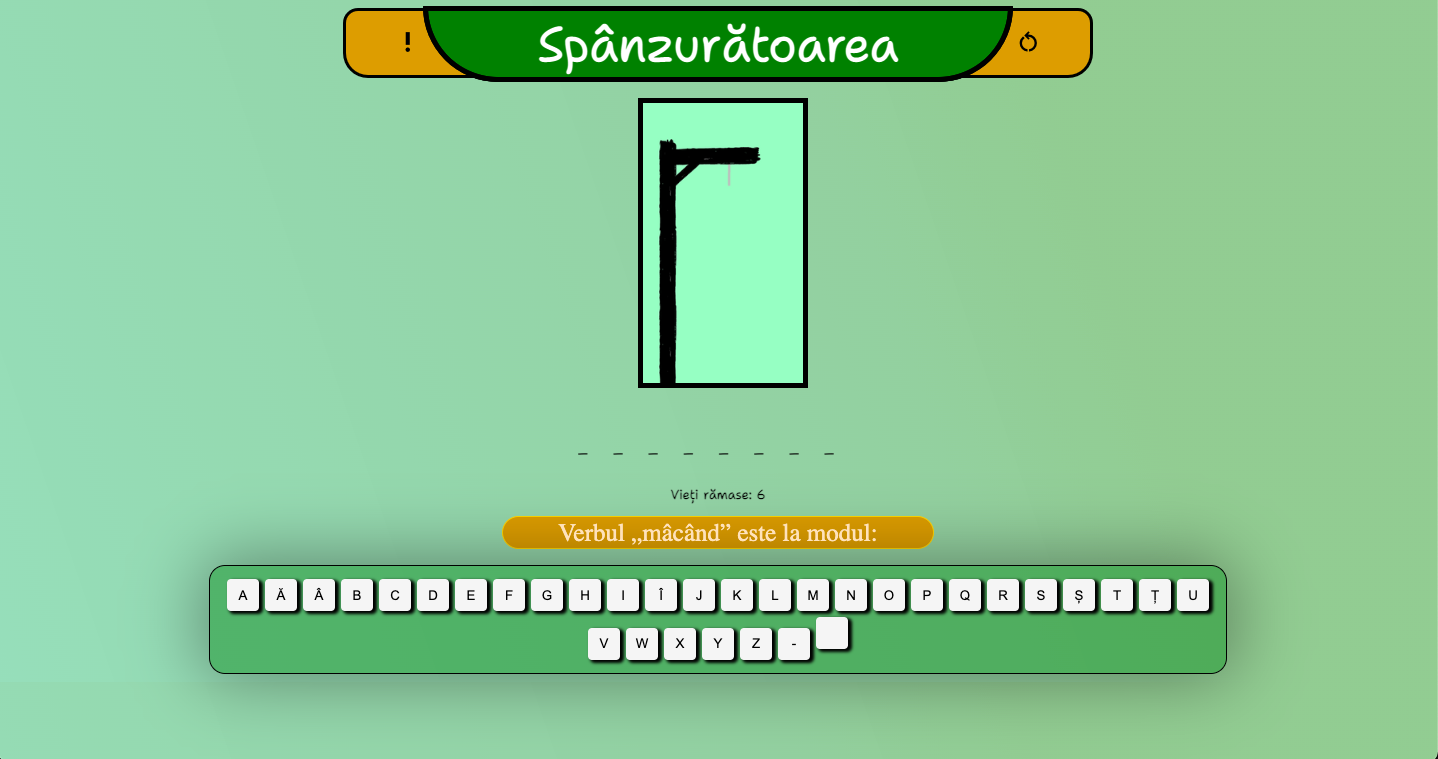 ! Spânzurătoarea
_ _ _ _ _ _ _ _
Vieți rămase: 6
Verbul „mâcând” este la modul:
A Ă Â B C D E F G H I Î J K L M N O P Q R S Ș T Ț U
V W X Y Z -